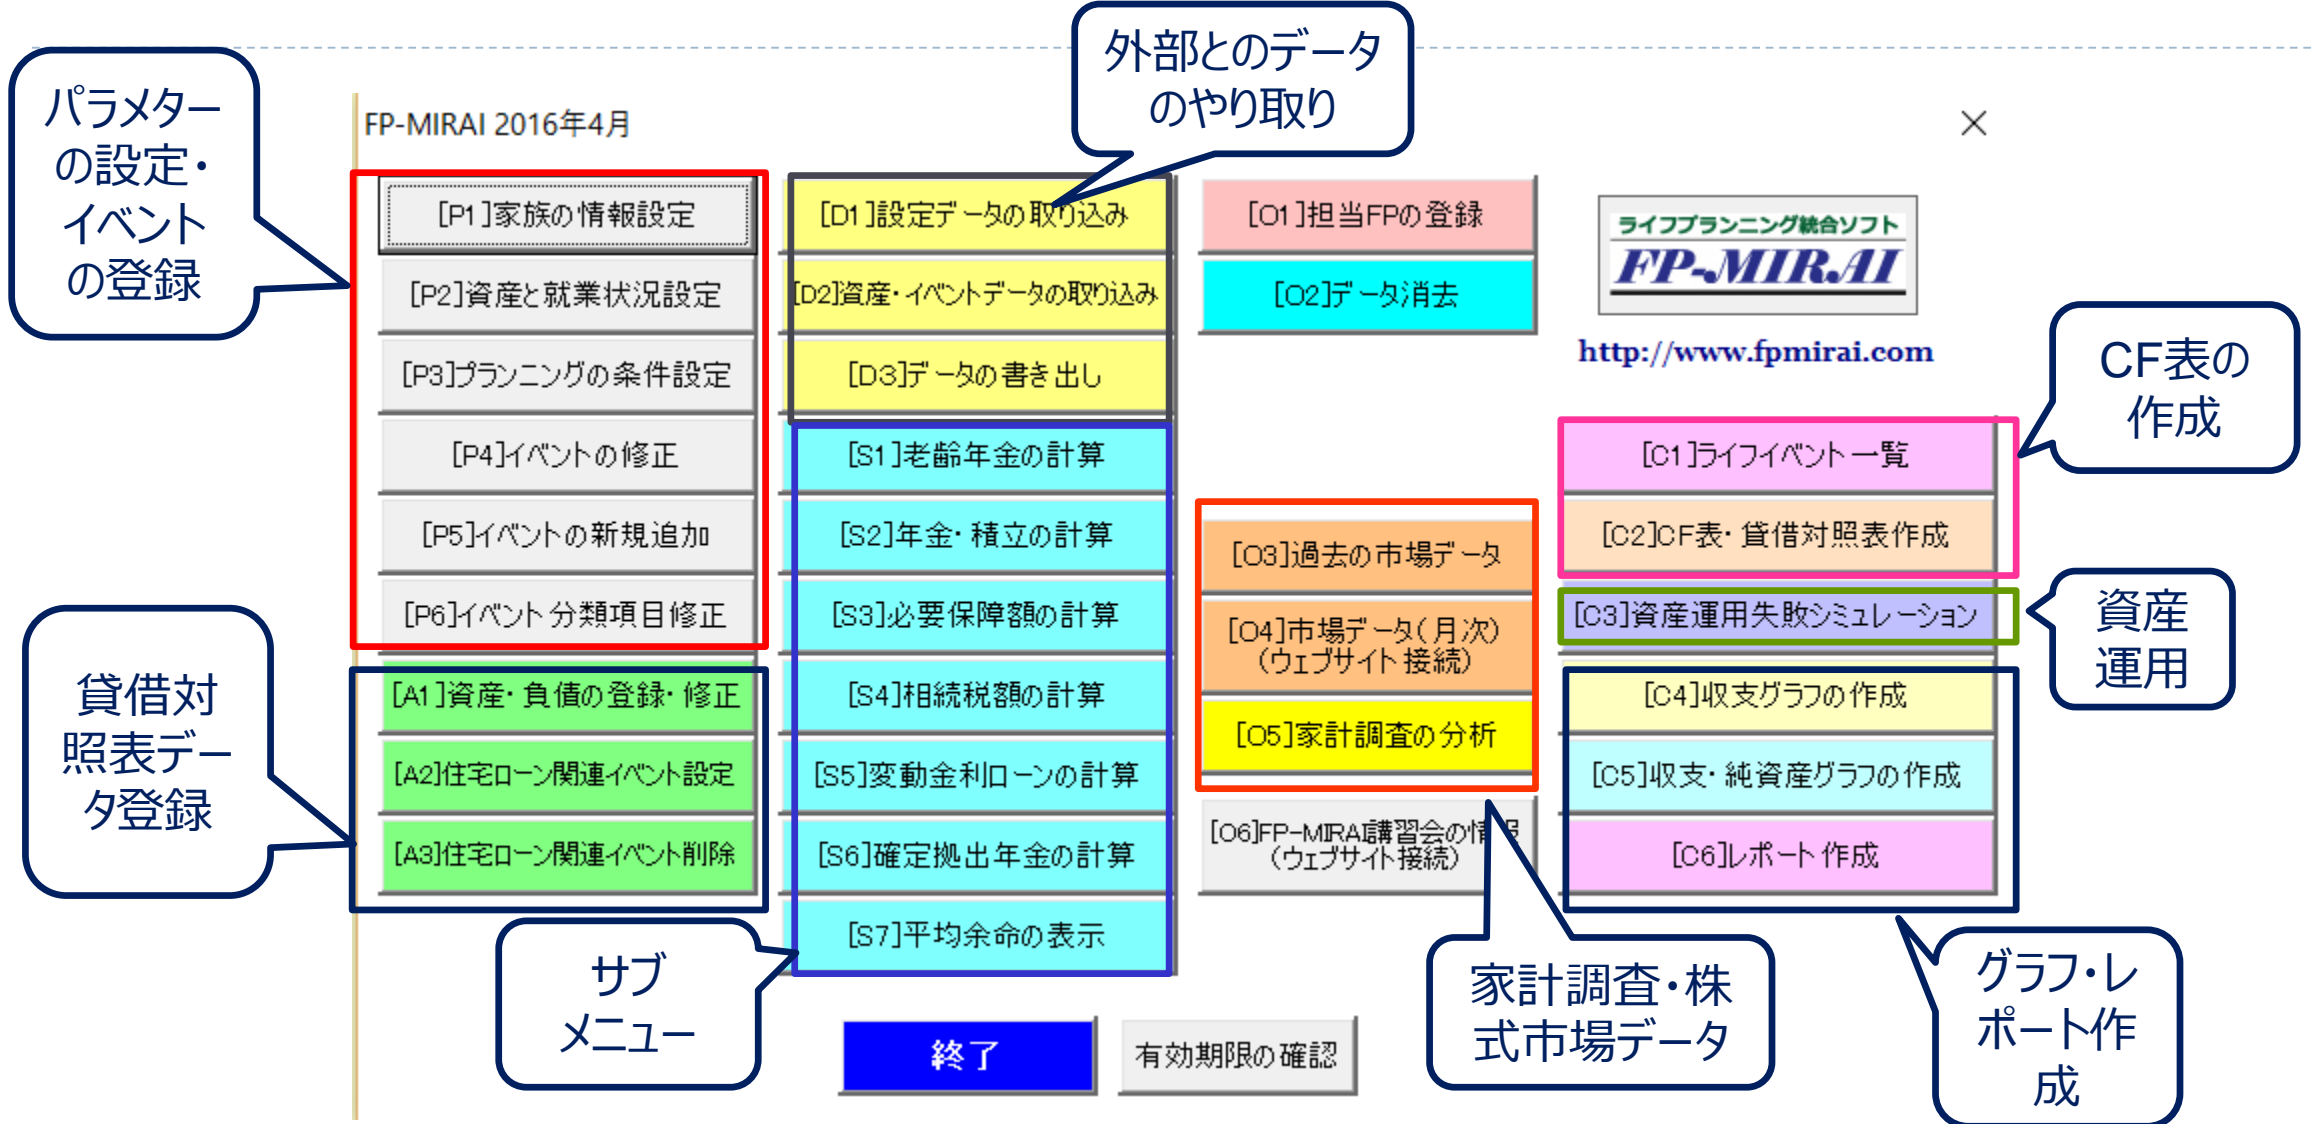 外部とのデータ
のやり取り
パラメター
の設定・
イベント
の登録
FP-MIRAI 2016年4月
[P1]家族の情報設定
[P2]資産と就業状況設定
[P3]プランニングの条件設定
[P4]イベントの修正
[P5]イベントの新規追加
[P6]イベント分類項目修正
[A1]資産・負債の登録・修正
[A2]住宅ローン関連イベント設定
[A3]住宅ローン関連イベント削除
貸借対
照表デー
タ登録
[D1]設定データの取り込み
[D2]資産・イベントデータの取り込み
[D3]データの書き出し
[S1]老齢年金の計算
[S2]年金・積立の計算
[S3]必要保障額の計算
[S4]相続税額の計算
[S5]変動金利ローンの計算
[S6]確定拠出年金の計算
[S7]平均余命の表示
サブ
メニュー
[O1]担当FPの登録
[O2]データ消去
[O3]過去の市場データ
[O4]市場データ(月次)
(ウェブサイト接続)
[O5]家計調査の分析
[O6]FP-MIRAI講習会の情報
(ウェブサイト接続)
家計調査・株
式市場データ
ライフプランニング統合ソフト
FP-MIRAI
http://www.fpmirai.com
CF表の
作成
[C1]ライフイベント一覧
[C2]CF表・貸借対照表作成
[C3]資産運用失敗シミュレーション
資産
運用
[C4]収支グラフの作成
[C5]収支・純資産グラフの作成
[C6]レポート作成
グラフ・レ
ポート作
成
終了
有効期限の確認